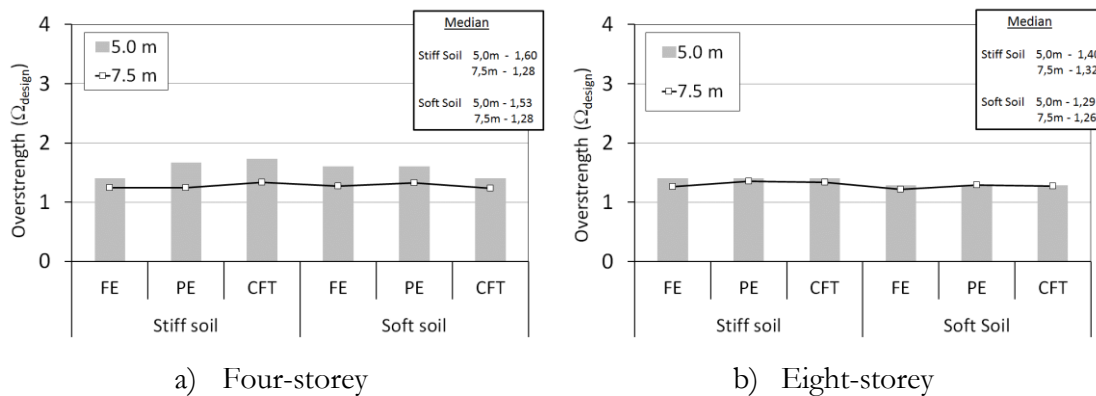 4
3
2
1
0
Overstrength (Ωdesign)
5.0 m
7.5 m
Median
Stiff Soil 5,0m - 1,60
7,5m - 1,28
Soft Soil 5,0m - 1,53
7,5m - 1,28
FE PE CFT FE PE CFT
Stiff soil Soft soil
a) Four-storey
4
3
2
1
0
Overstrength (Ωdesign)
5.0 m
7.5 m
Median
Stiff Soil 5,0m - 1,40
7,5m - 1,32
Soft Soil 5,0m - 1,29
7,5m - 1,26
FE PE CFT FE PE CFT
Stiff soil Soft Soil
b) Eight-storey